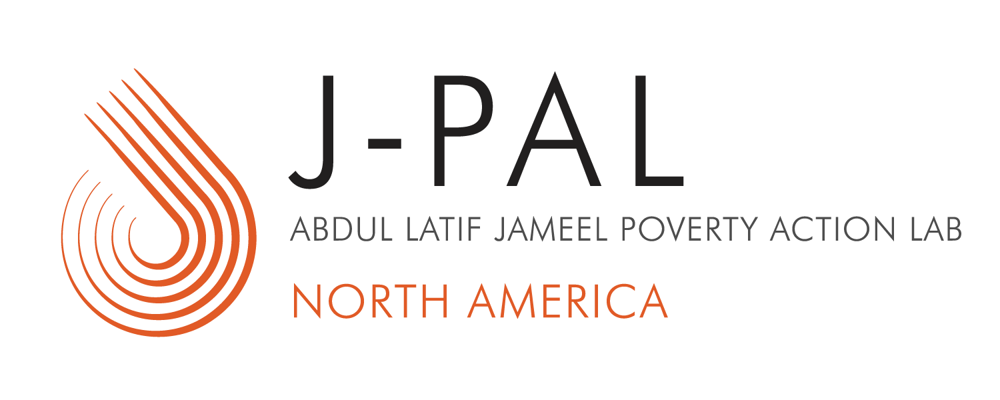 J-PAL
ABDUL LATIF JAMEEL POVERTY ACTION LAB
NORTH AMERICA